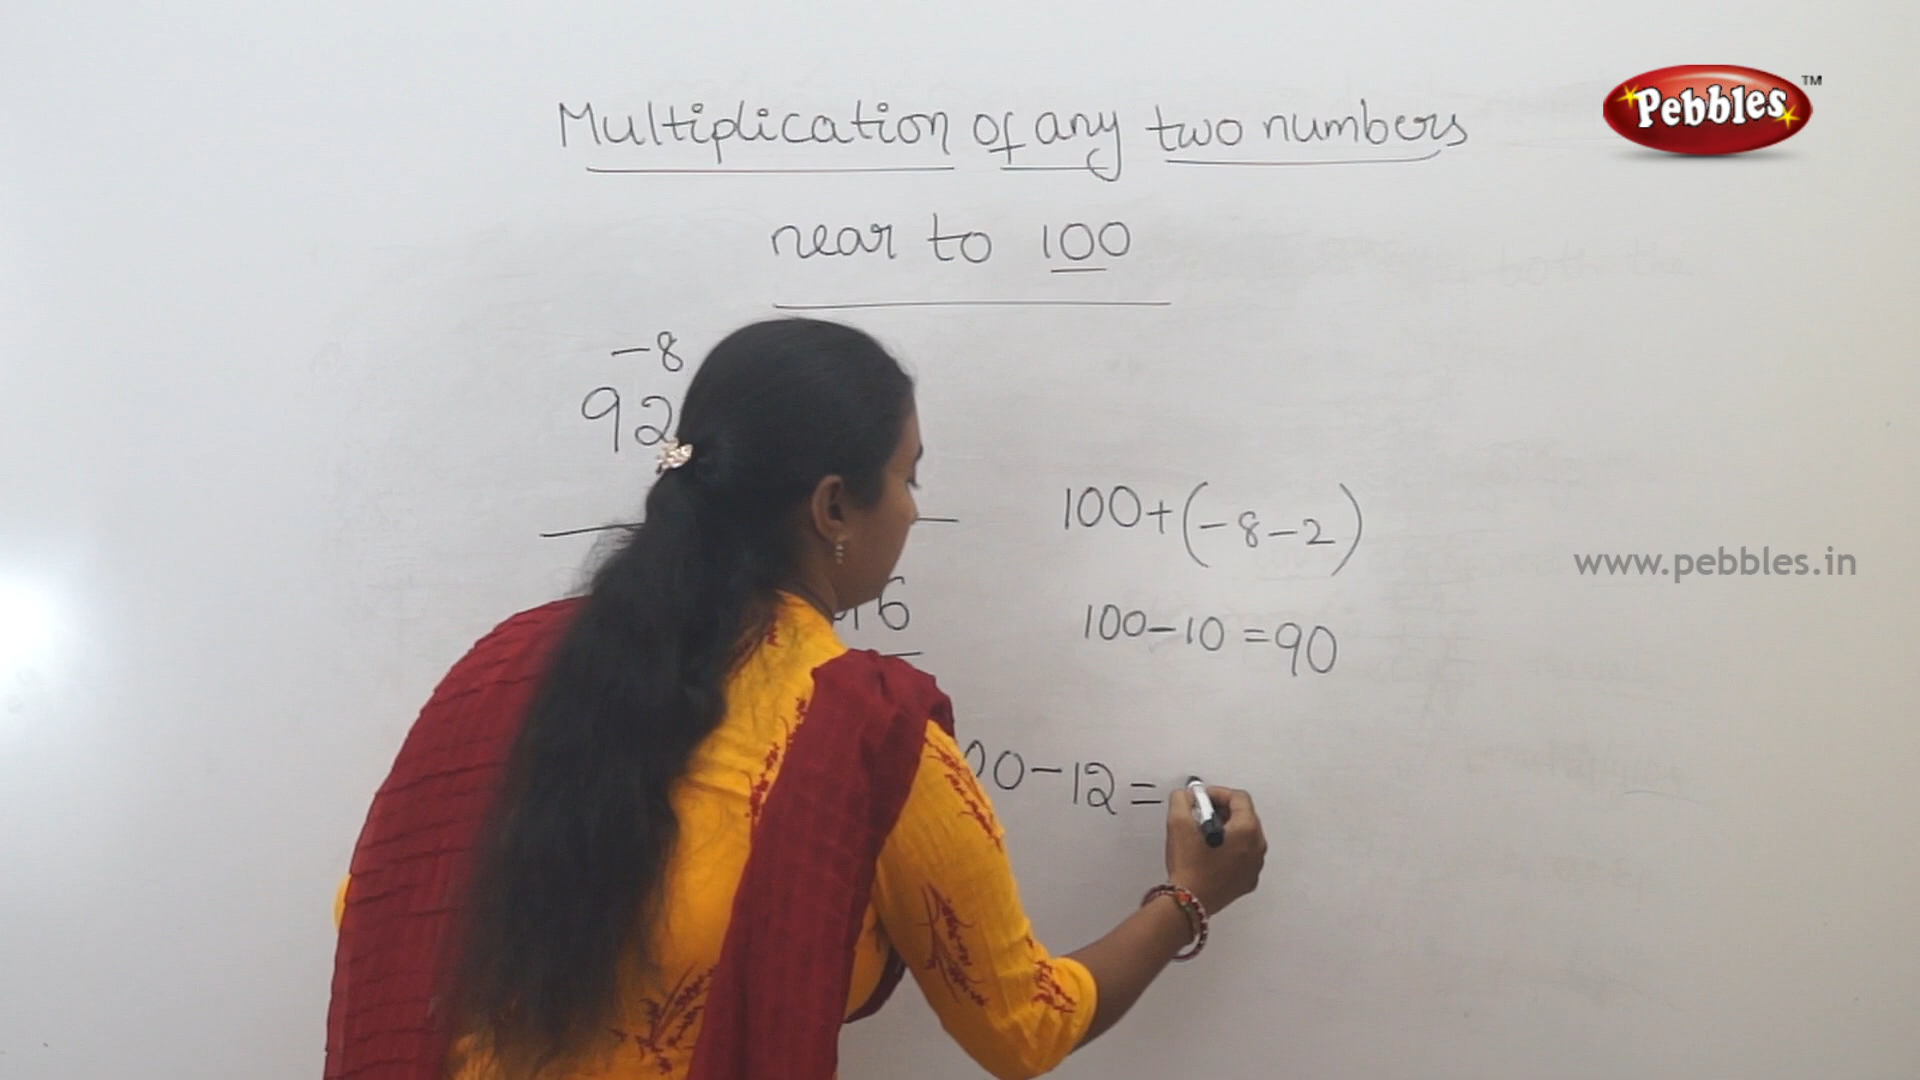 Multiplication of any two numbers
near to 100
Pebbles™
-8
92
100+(-8-2)
www.pebbles.in
6
100-10=90
00-12=